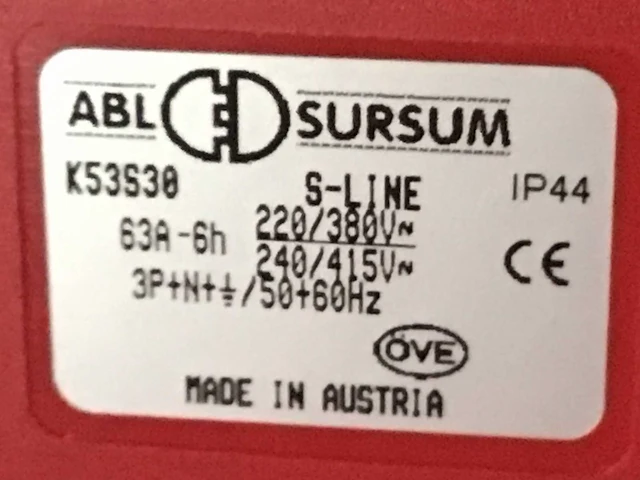 ABL SURSUM
K53S30 S-LINE IP44
63A-6h 220/380V~
240/415V~ CE
3P+N+⏚/50+60Hz
ÖVE
MADE IN AUSTRIA